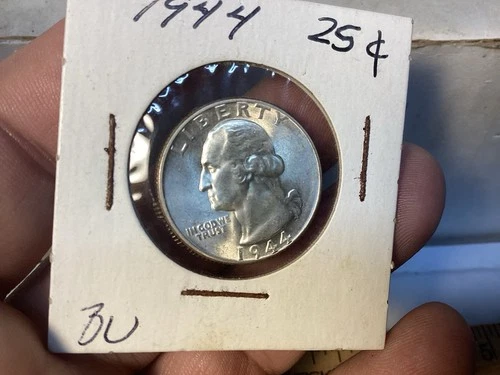 1944 25¢
LIBERTY
IN GOD WE
TRUST
1944
BU